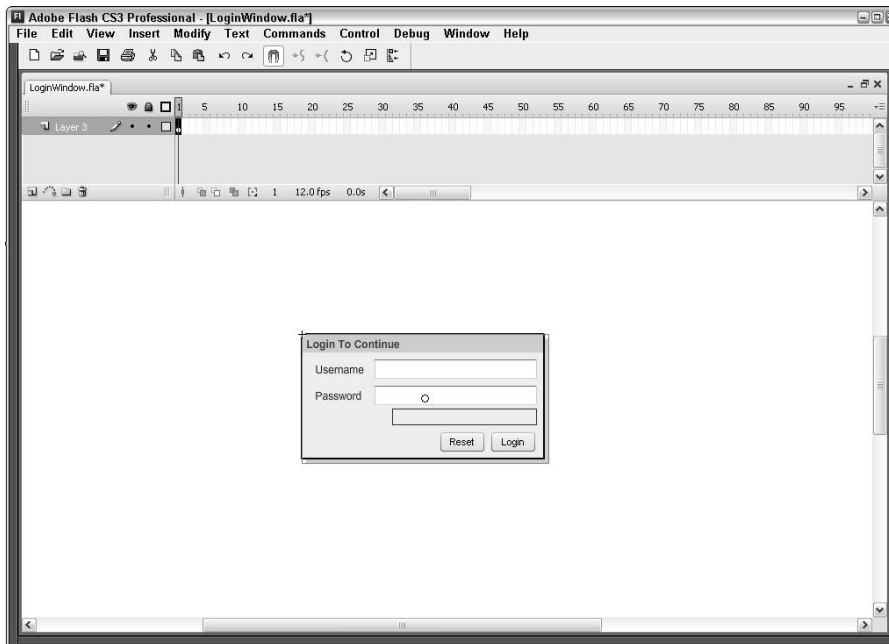 Adobe Flash CS3 Professional - [LoginWindow.fla*]
File Edit View Insert Modify Text Commands Control Debug Window Help
LoginWindow.fla*
1 5 10 15 20 25 30 35 40 45 50 55 60 65 70 75 80 85 90 95
Layer 3
1 12.0 fps 0.0s
Login To Continue
Username
Password
Reset Login